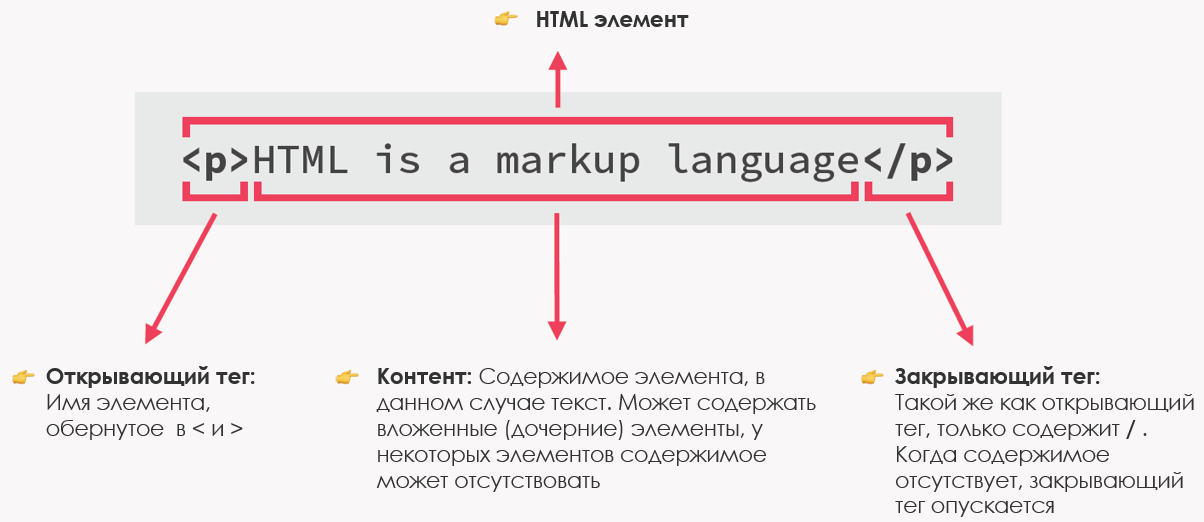 👉 HTML элемент
<p>HTML is a markup language</p>
👉 Открывающий тег:
Имя элемента,
обернутое в < и >
👉 Контент: Содержимое элемента, в
данном случае текст. Может содержать
вложенные (дочерние) элементы, у
некоторых элементов содержимое
может отсутствовать
👉 Закрывающий тег:
Такой же как открывающий
тег, только содержит / .
Когда содержимое
отсутствует, закрывающий
тег опускается